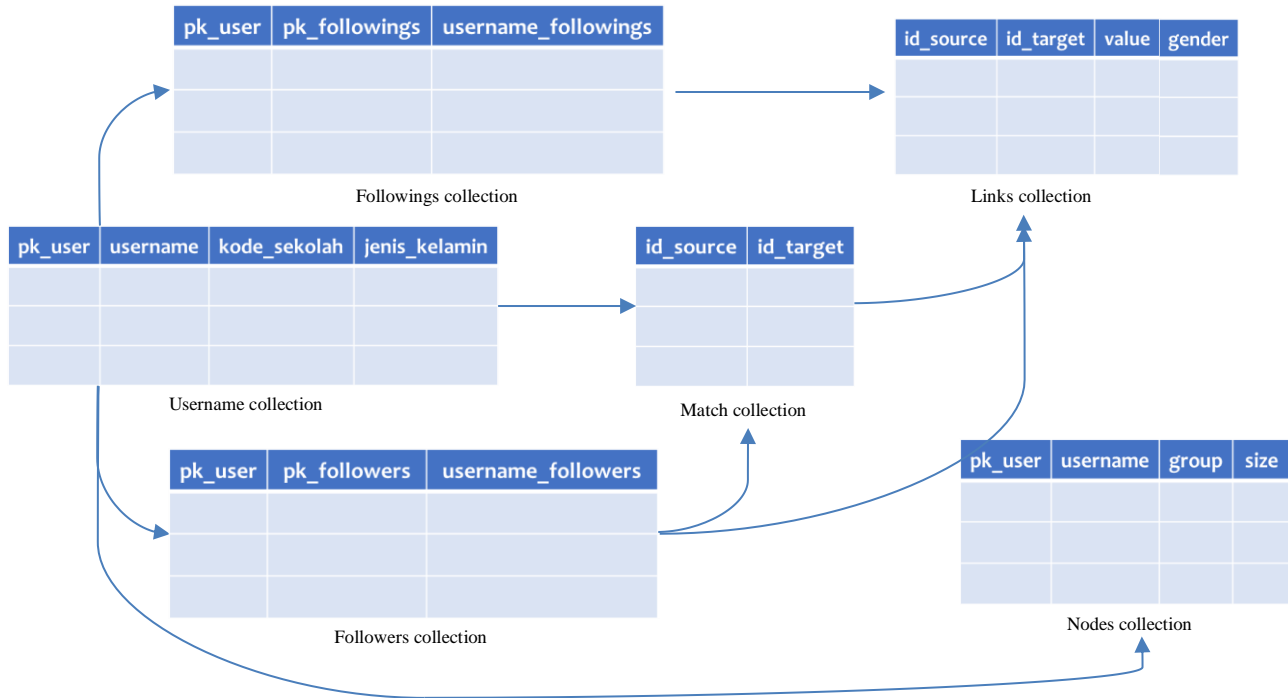 pk_user pk_followings username_followings
id_source id_target value gender
Followings collection
Links collection
pk_user username kode_sekolah jenis_kelamin
id_source id_target
Username collection
Match collection
pk_user pk_followers username_followers
pk_user username group size
Followers collection
Nodes collection